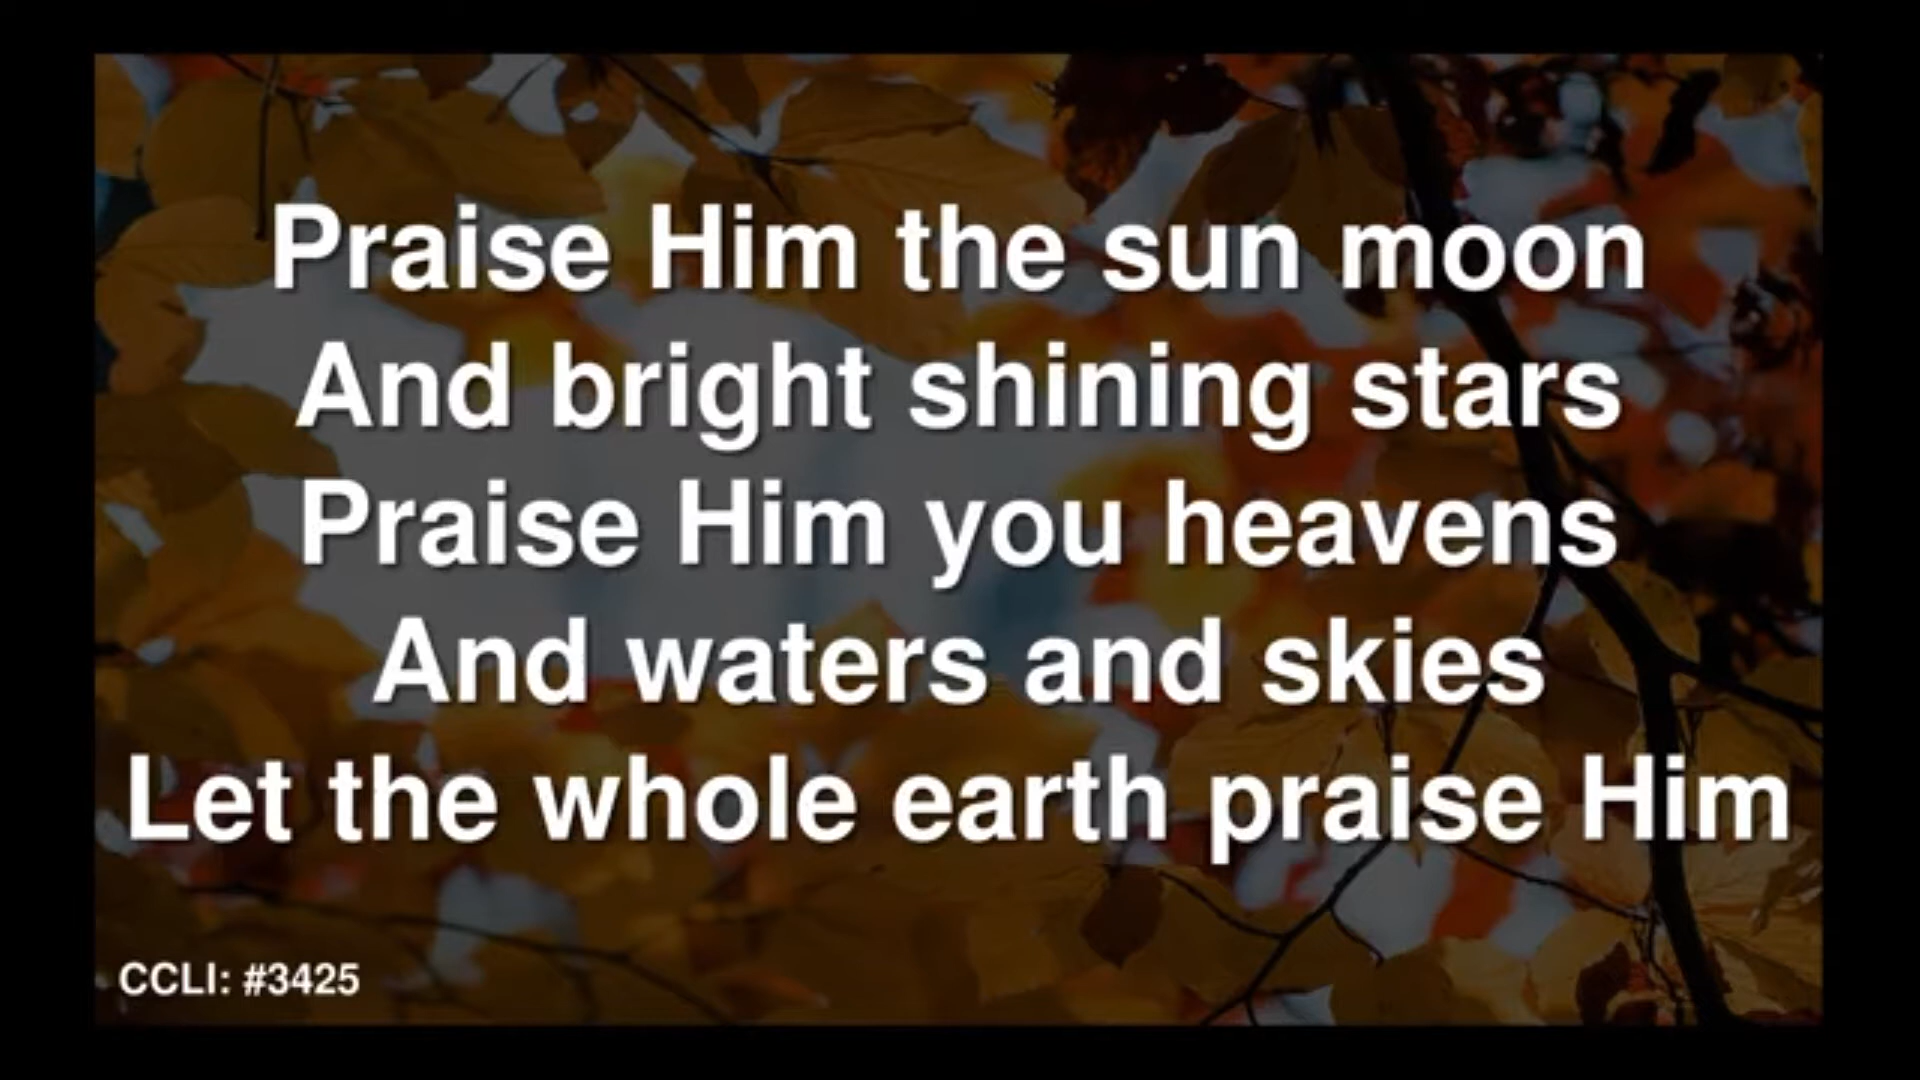 Praise Him the sun moon
And bright shining stars
Praise Him you heavens
And waters and skies
Let the whole earth praise Him
CCLI: #3425